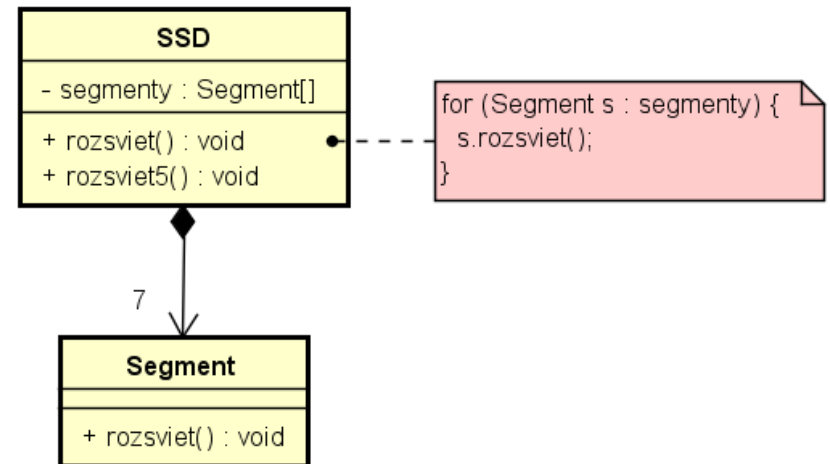 SSD
- segmenty : Segment[]
+ rozsviet() : void
+ rozsviet5() : void
for (Segment s : segmenty) {
s.rozsviet();
}
7
Segment
+ rozsviet() : void